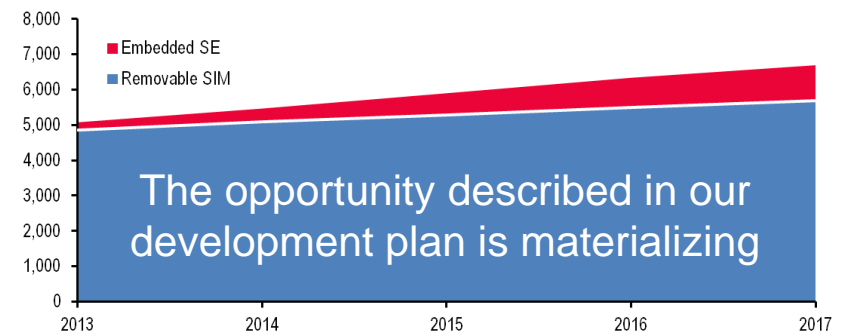 8,000
7,000
6,000
5,000
4,000
3,000
2,000
1,000
0
Embedded SE
Removable SIM
The opportunity described in our
development plan is materializing
2013 2014 2015 2016 2017